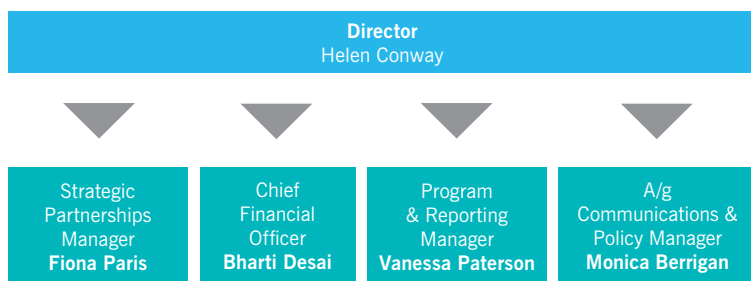 Director
Helen Conway
Strategic
Partnerships
Manager
Fiona Paris
Chief
Financial
Officer
Bharti Desai
Program
& Reporting
Manager
Vanessa Paterson
A/g
Communications &
Policy Manager
Monica Berrigan